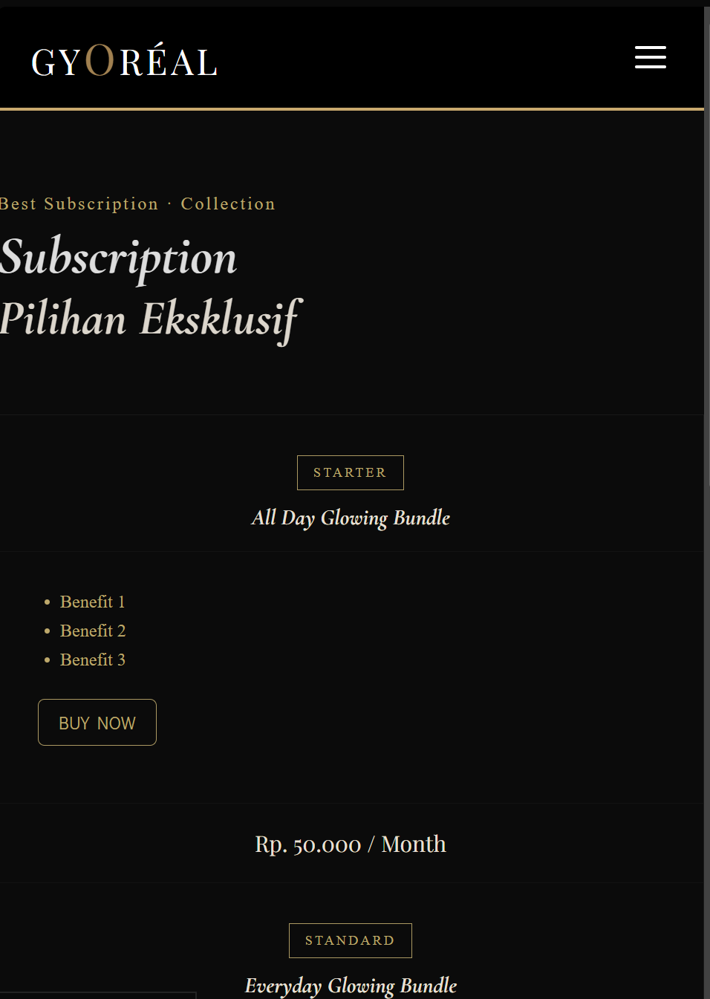 GYORÉAL
Best Subscription · Collection
Subscription
Pilihan Eksklusif
STARTER
All Day Glowing Bundle
• Benefit 1
• Benefit 2
• Benefit 3
BUY NOW
Rp. 50.000 / Month
STANDARD
Everyday Glowing Bundle